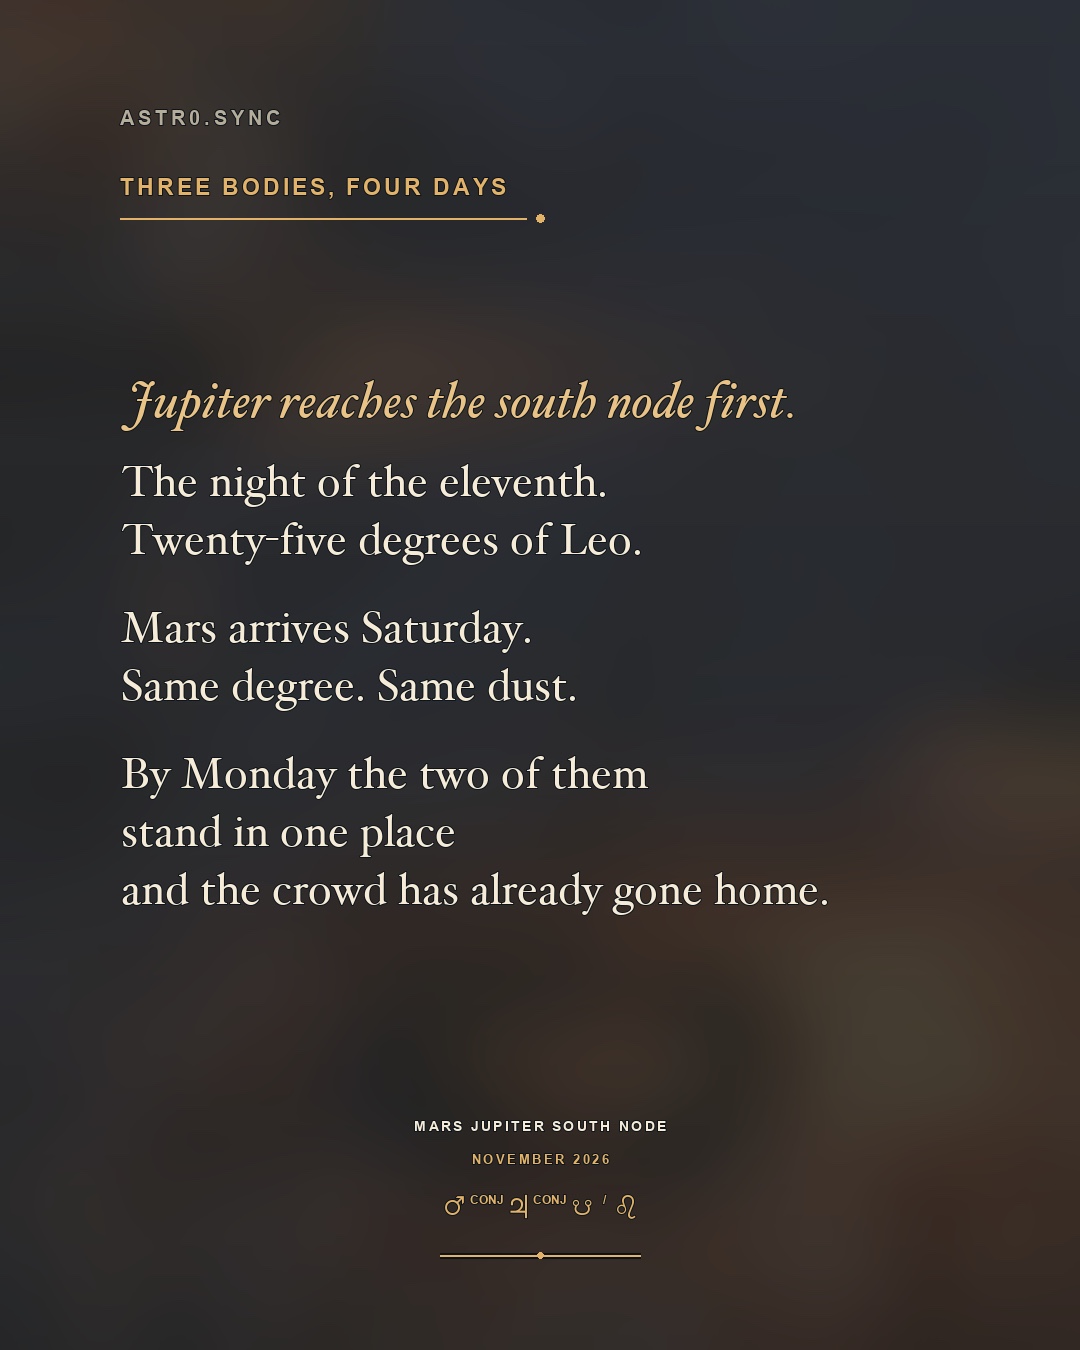 ASTR0.SYNC
THREE BODIES, FOUR DAYS
Jupiter reaches the south node first.
The night of the eleventh.
Twenty-five degrees of Leo.
Mars arrives Saturday.
Same degree. Same dust.
By Monday the two of them
stand in one place
and the crowd has already gone home.
MARS JUPITER SOUTH NODE
NOVEMBER 2026
♂ CONJ ♃ CONJ ☋ / ♌